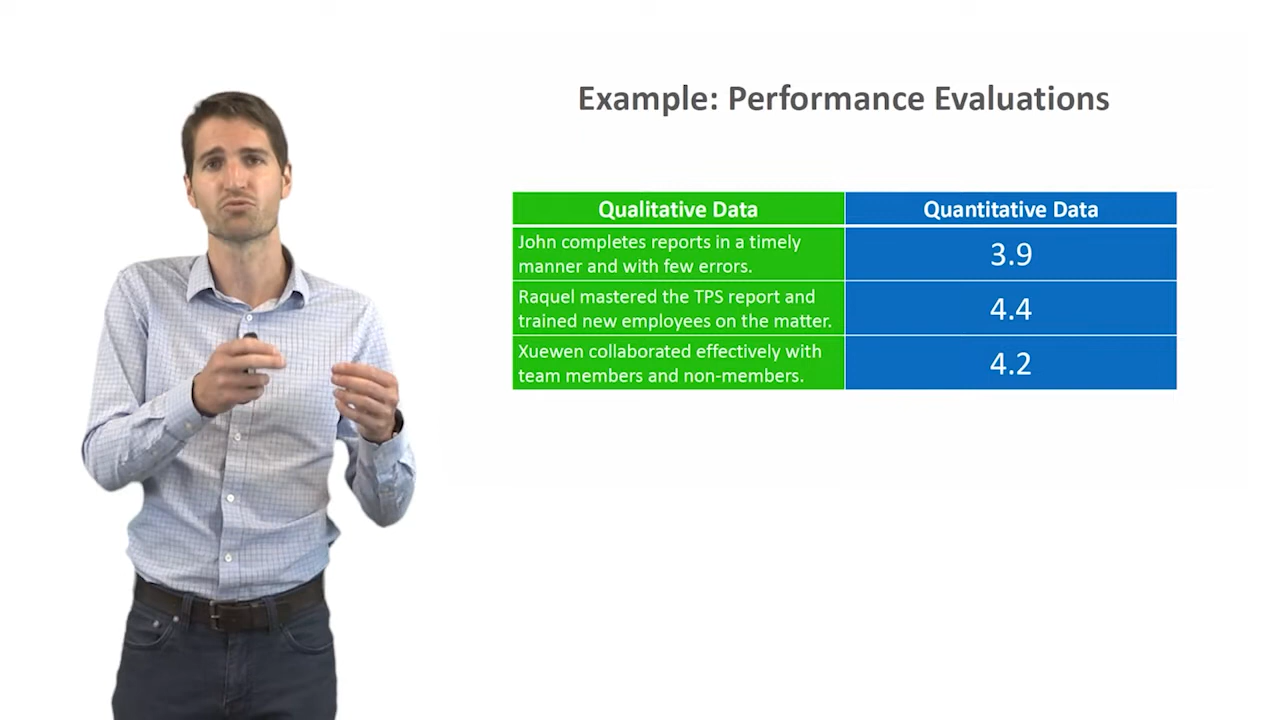 Example: Performance Evaluations
Qualitative Data
Quantitative Data
John completes reports in a timely
manner and with few errors.
3.9
Raquel mastered the TPS report and
trained new employees on the matter.
4.4
Xuewen collaborated effectively with
team members and non-members.
4.2